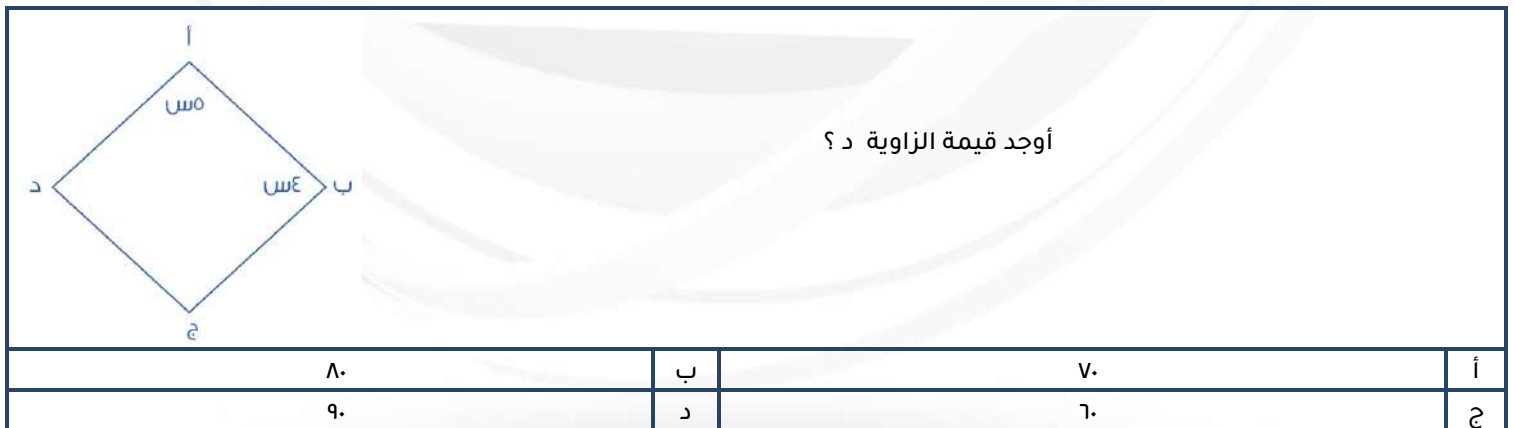 أ
٥س
ب
٤س
د
ج
أوجد قيمة الزاوية د ؟
أ ٧٠ ب ٨٠
ج ٦٠ د ٩٠